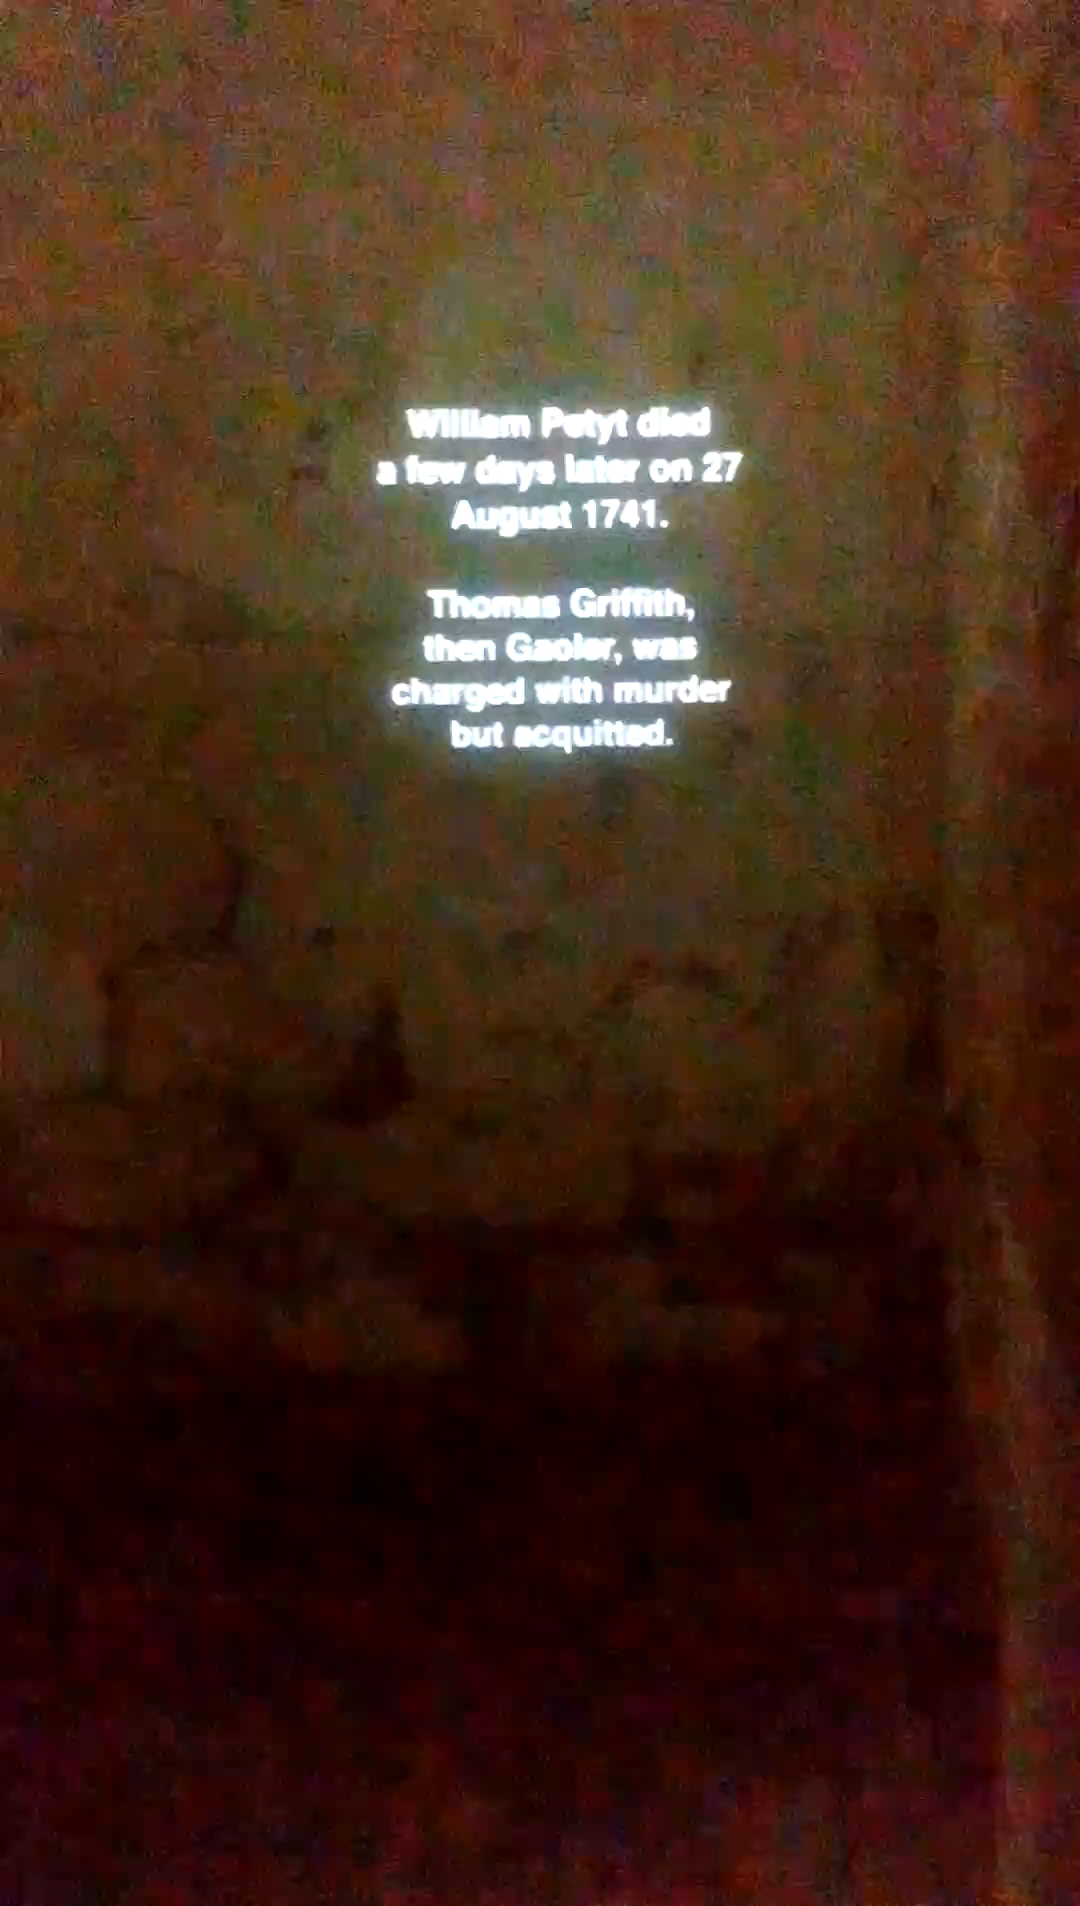 William Petyt died
a few days later on 27
August 1741.
Thomas Griffith,
then Gaoler, was
charged with murder
but acquitted.